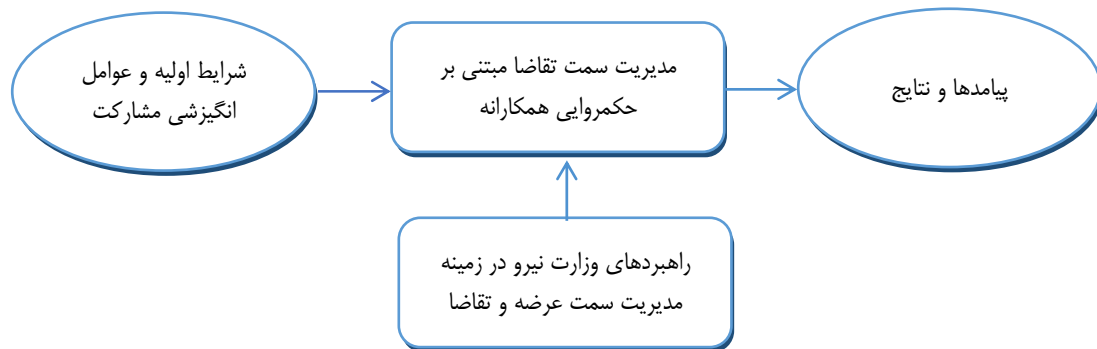 شرایط اولیه و عوامل
انگیزشی مشارکت
مدیریت سمت تقاضا مبتنی بر
حکمروایی همکارانه
پیامدها و نتایج
راهبردهای وزارت نیرو در زمینه
مدیریت سمت عرضه و تقاضا